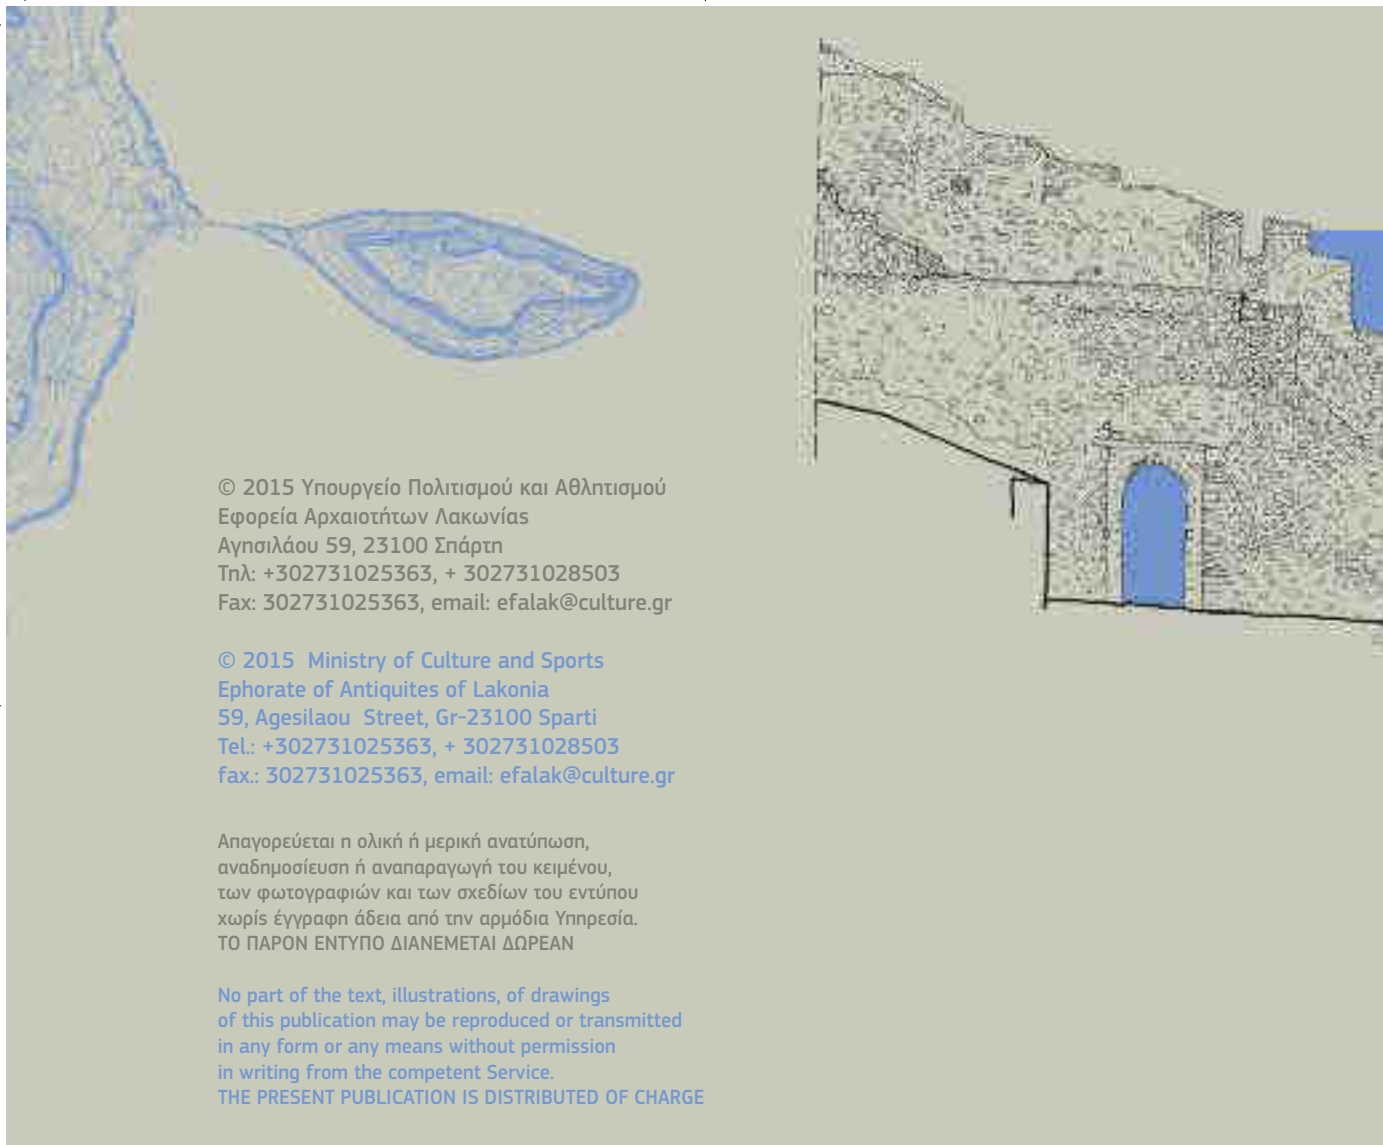 © 2015 Υπουργείο Πολιτισμού και Αθλητισμού
Εφορεία Αρχαιοτήτων Λακωνίας
Αγησιλάου 59, 23100 Σπάρτη
Τηλ: +302731025363, + 302731028503
Fax: 302731025363, email: efalak@culture.gr
© 2015 Ministry of Culture and Sports
Ephorate of Antiquites of Lakonia
59, Agesilaou Street, Gr-23100 Sparti
Tel.: +302731025363, + 302731028503
fax.: 302731025363, email: efalak@culture.gr
Απαγορεύεται η ολική ή μερική ανατύπωση,
αναδημοσίευση ή αναπαραγωγή του κειμένου,
των φωτογραφιών και των σχεδίων του εντύπου
χωρίς έγγραφη άδεια από την αρμόδια Υπηρεσία.
ΤΟ ΠΑΡΟΝ ΕΝΤΥΠΟ ΔΙΑΝΕΜΕΤΑΙ ΔΩΡΕΑΝ
No part of the text, illustrations, of drawings
of this publication may be reproduced or transmitted
in any form or any means without permission
in writing from the competent Service.
THE PRESENT PUBLICATION IS DISTRIBUTED OF CHARGE